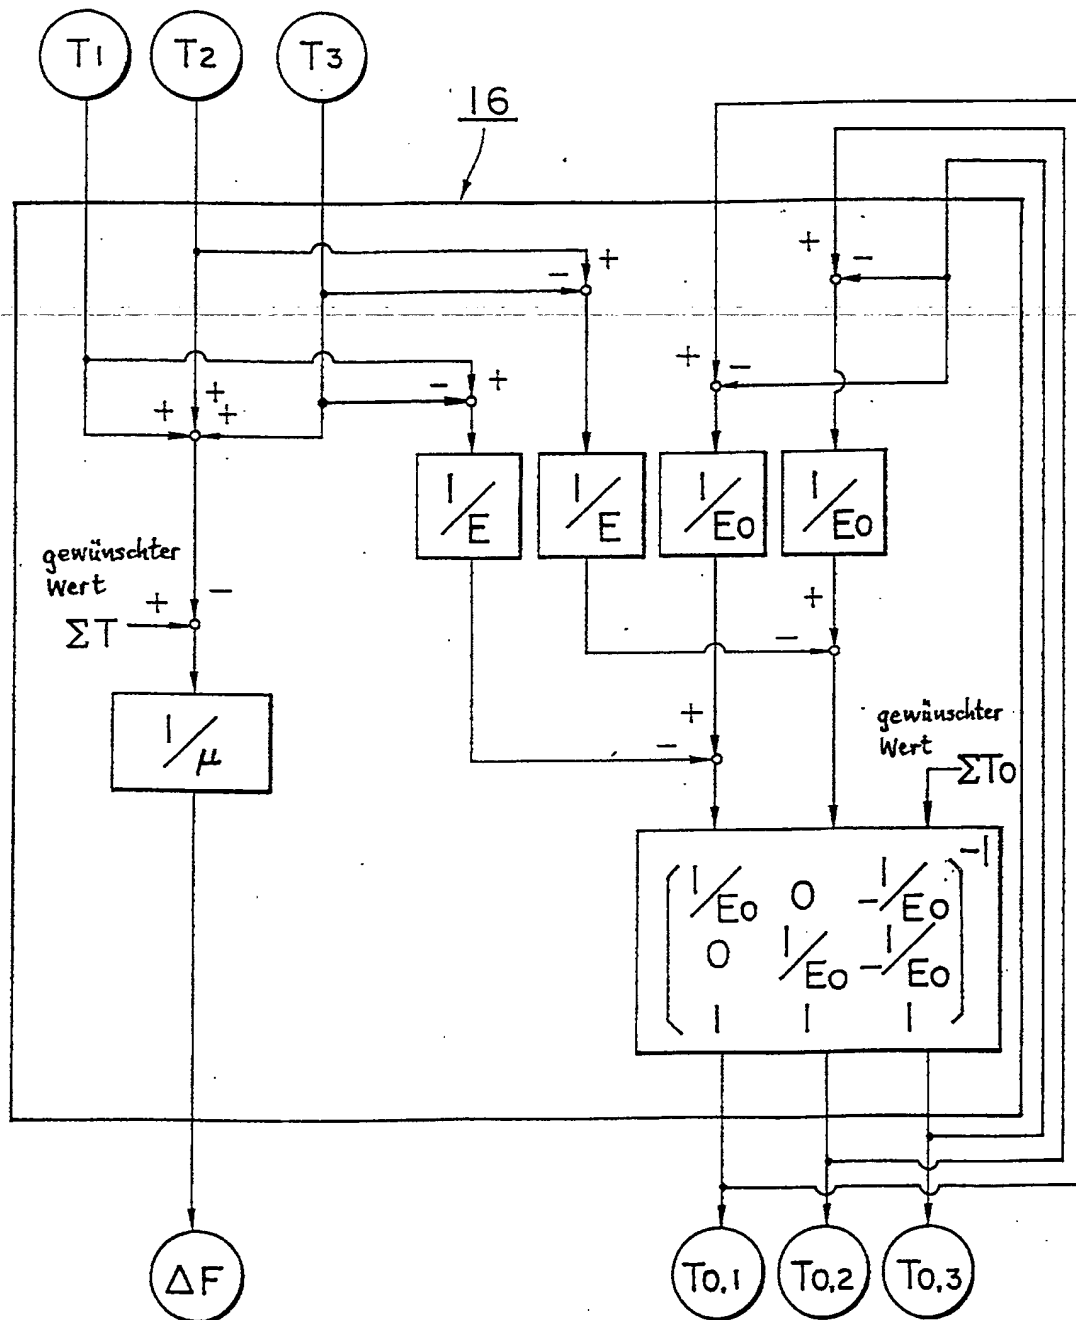 T1 T2 T3
16
+ −
− +
+ −
− +
+ + +
1/E 1/E 1/Eo 1/Eo
gewünschter
Wert
+ −
ΣT
+
−
1/μ
+
−
gewünschter
Wert
ΣTo
1/Eo 0 -1/Eo -1
0 1/Eo -1/Eo
1 1 1
ΔF
To,1 To,2 To,3